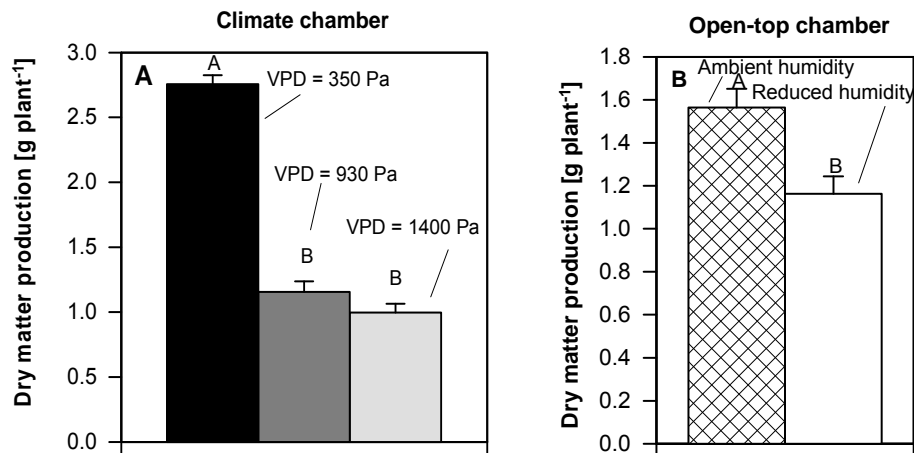 Climate chamber
Dry matter production [g plant⁻¹]
3.0
2.5
2.0
1.5
1.0
0.5
0.0
A
A
VPD = 350 Pa
VPD = 930 Pa
VPD = 1400 Pa
B
B
Open-top chamber
Dry matter production [g plant⁻¹]
1.8
1.6
1.4
1.2
1.0
0.8
0.6
0.4
0.2
0.0
B
Ambient humidity
A
Reduced humidity
B